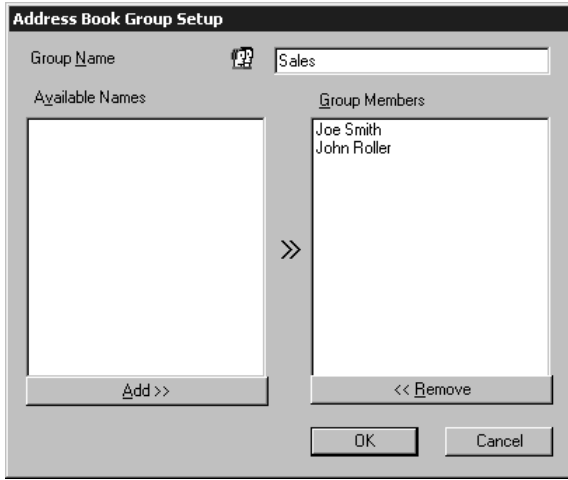 Address Book Group Setup
Group Name
Sales
Available Names
Group Members
Joe Smith
John Roller
>>
Add >>
<< Remove
OK
Cancel